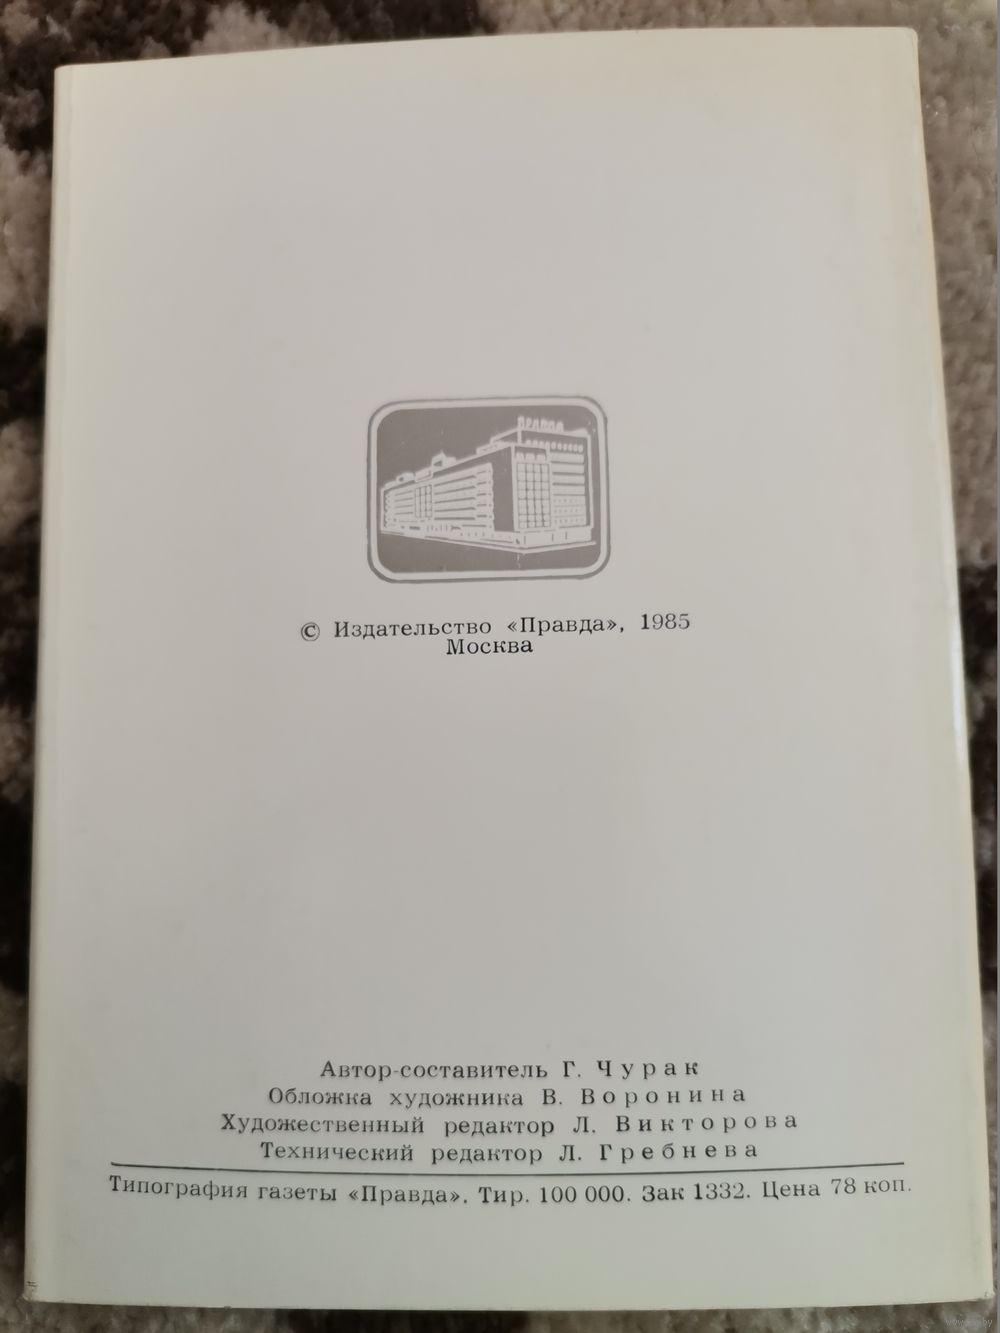 ПРАВДА
© Издательство «Правда», 1985
Москва
Автор-составитель Г. Чурак
Обложка художника В. Воронина
Художественный редактор Л. Викторова
Технический редактор Л. Гребнева
Типография газеты «Правда». Тир. 100 000. Зак 1332. Цена 78 коп.